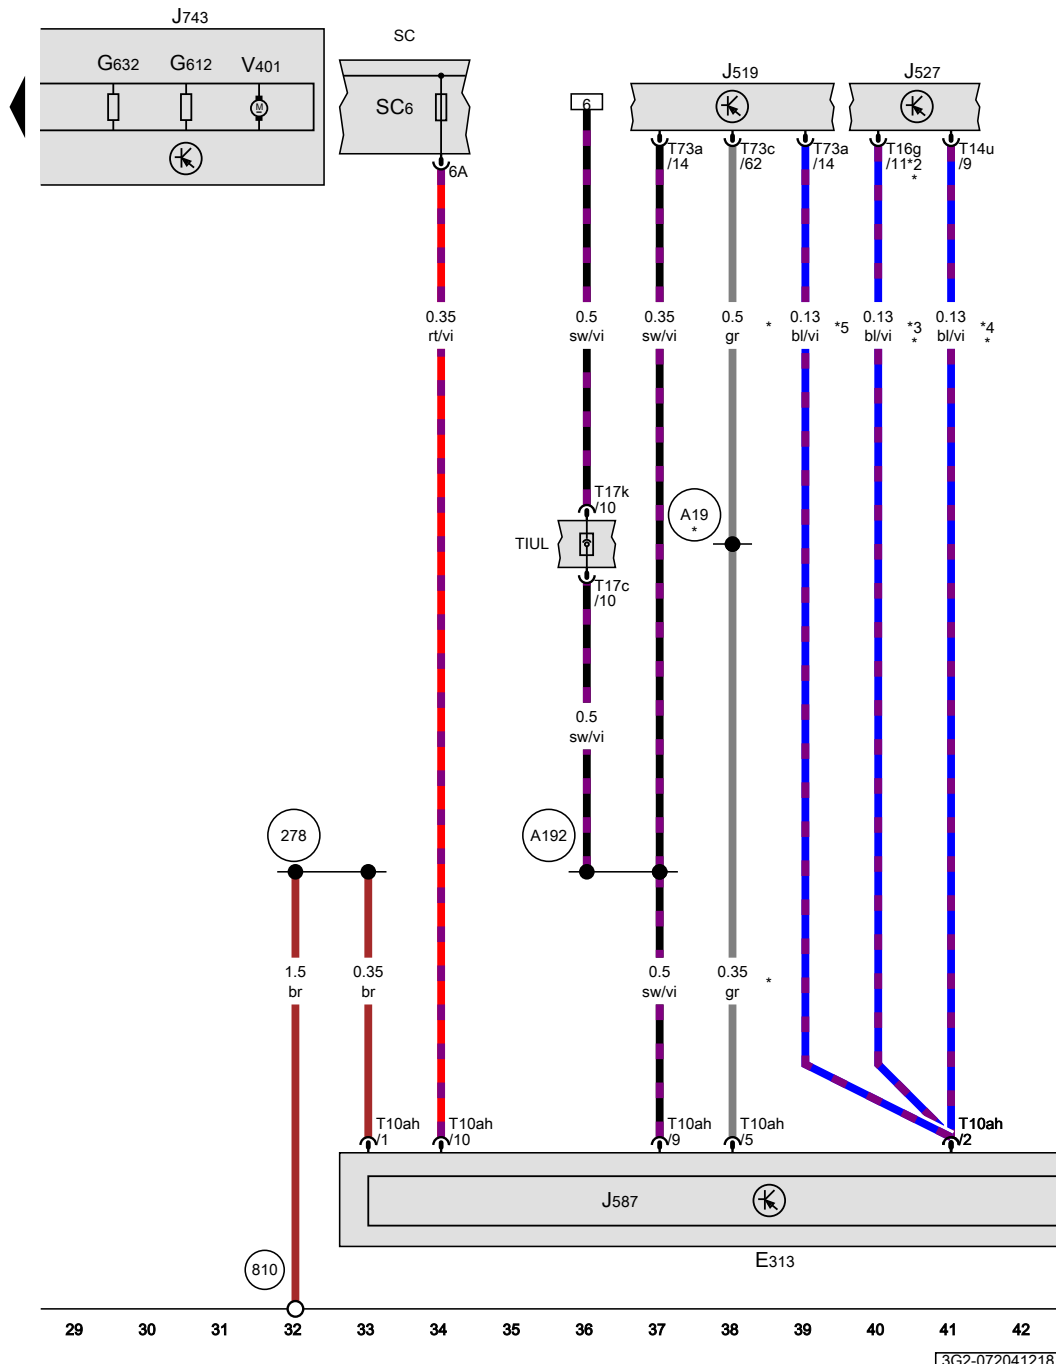 J743
SC
G632 G612 V401
J519
J527
SC6
6
M
T73a
/14
T73c
/62
T73a
/14
T16g
/11*2
*
T14u
/9
6A
0.35
rt/vi
0.5
sw/vi
0.35
sw/vi
0.5
gr
*
0.13
bl/vi
*5
0.13
bl/vi
*3
*
0.13
bl/vi
*4
*
T17k
/10
A19
*
TIUL
T17c
/10
0.5
sw/vi
278
A192
1.5
br
0.35
br
0.5
sw/vi
0.35
gr
*
T10ah
/1
T10ah
/10
T10ah
/9
T10ah
/5
T10ah
/2
J587
E313
810
29 30 31 32 33 34 35 36 37 38 39 40 41 42
3G2-072041218